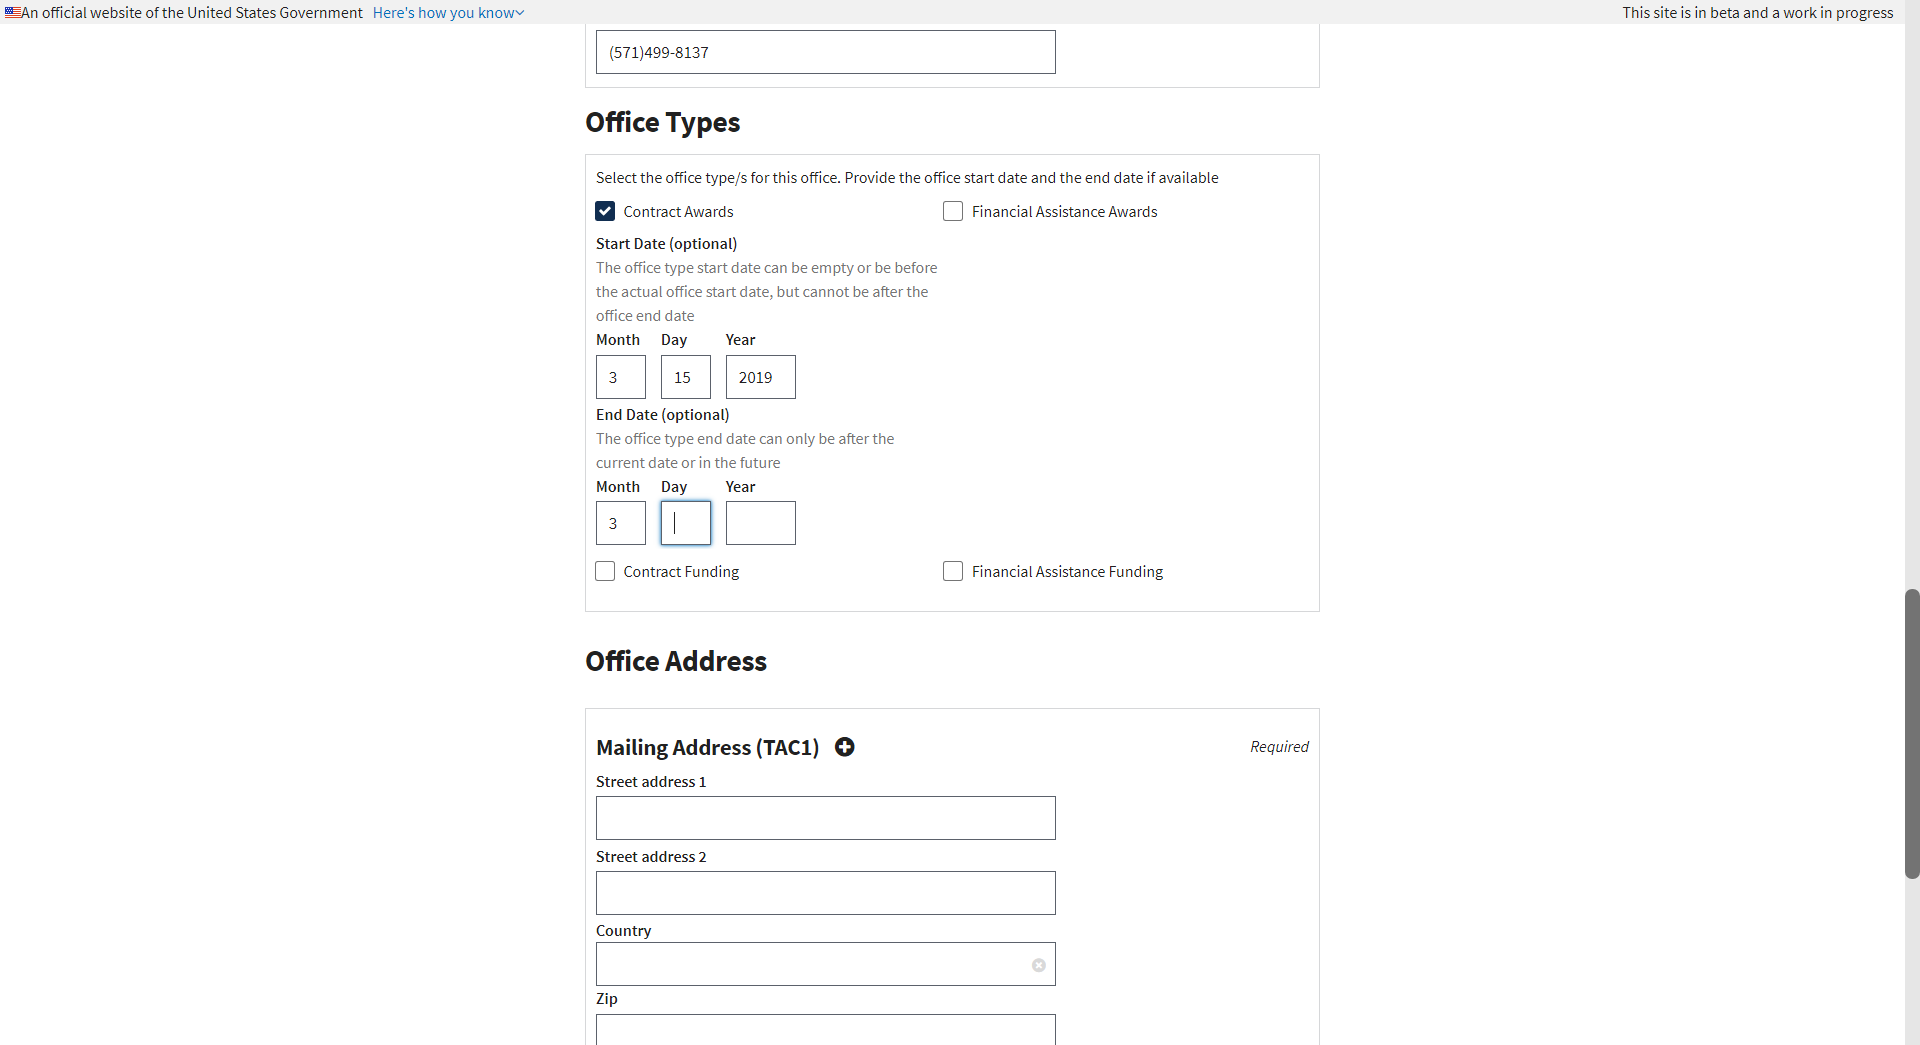 An official website of the United States Government Here's how you know
This site is in beta and a work in progress
(571)499-8137
Office Types
Select the office type/s for this office. Provide the office start date and the end date if available
Contract Awards
Financial Assistance Awards
Start Date (optional)
The office type start date can be empty or be before
the actual office start date, but cannot be after the
office end date
Month Day Year
3 15 2019
End Date (optional)
The office type end date can only be after the
current date or in the future
Month Day Year
3
Contract Funding
Financial Assistance Funding
Office Address
Mailing Address (TAC1)
Required
Street address 1
Street address 2
Country
Zip